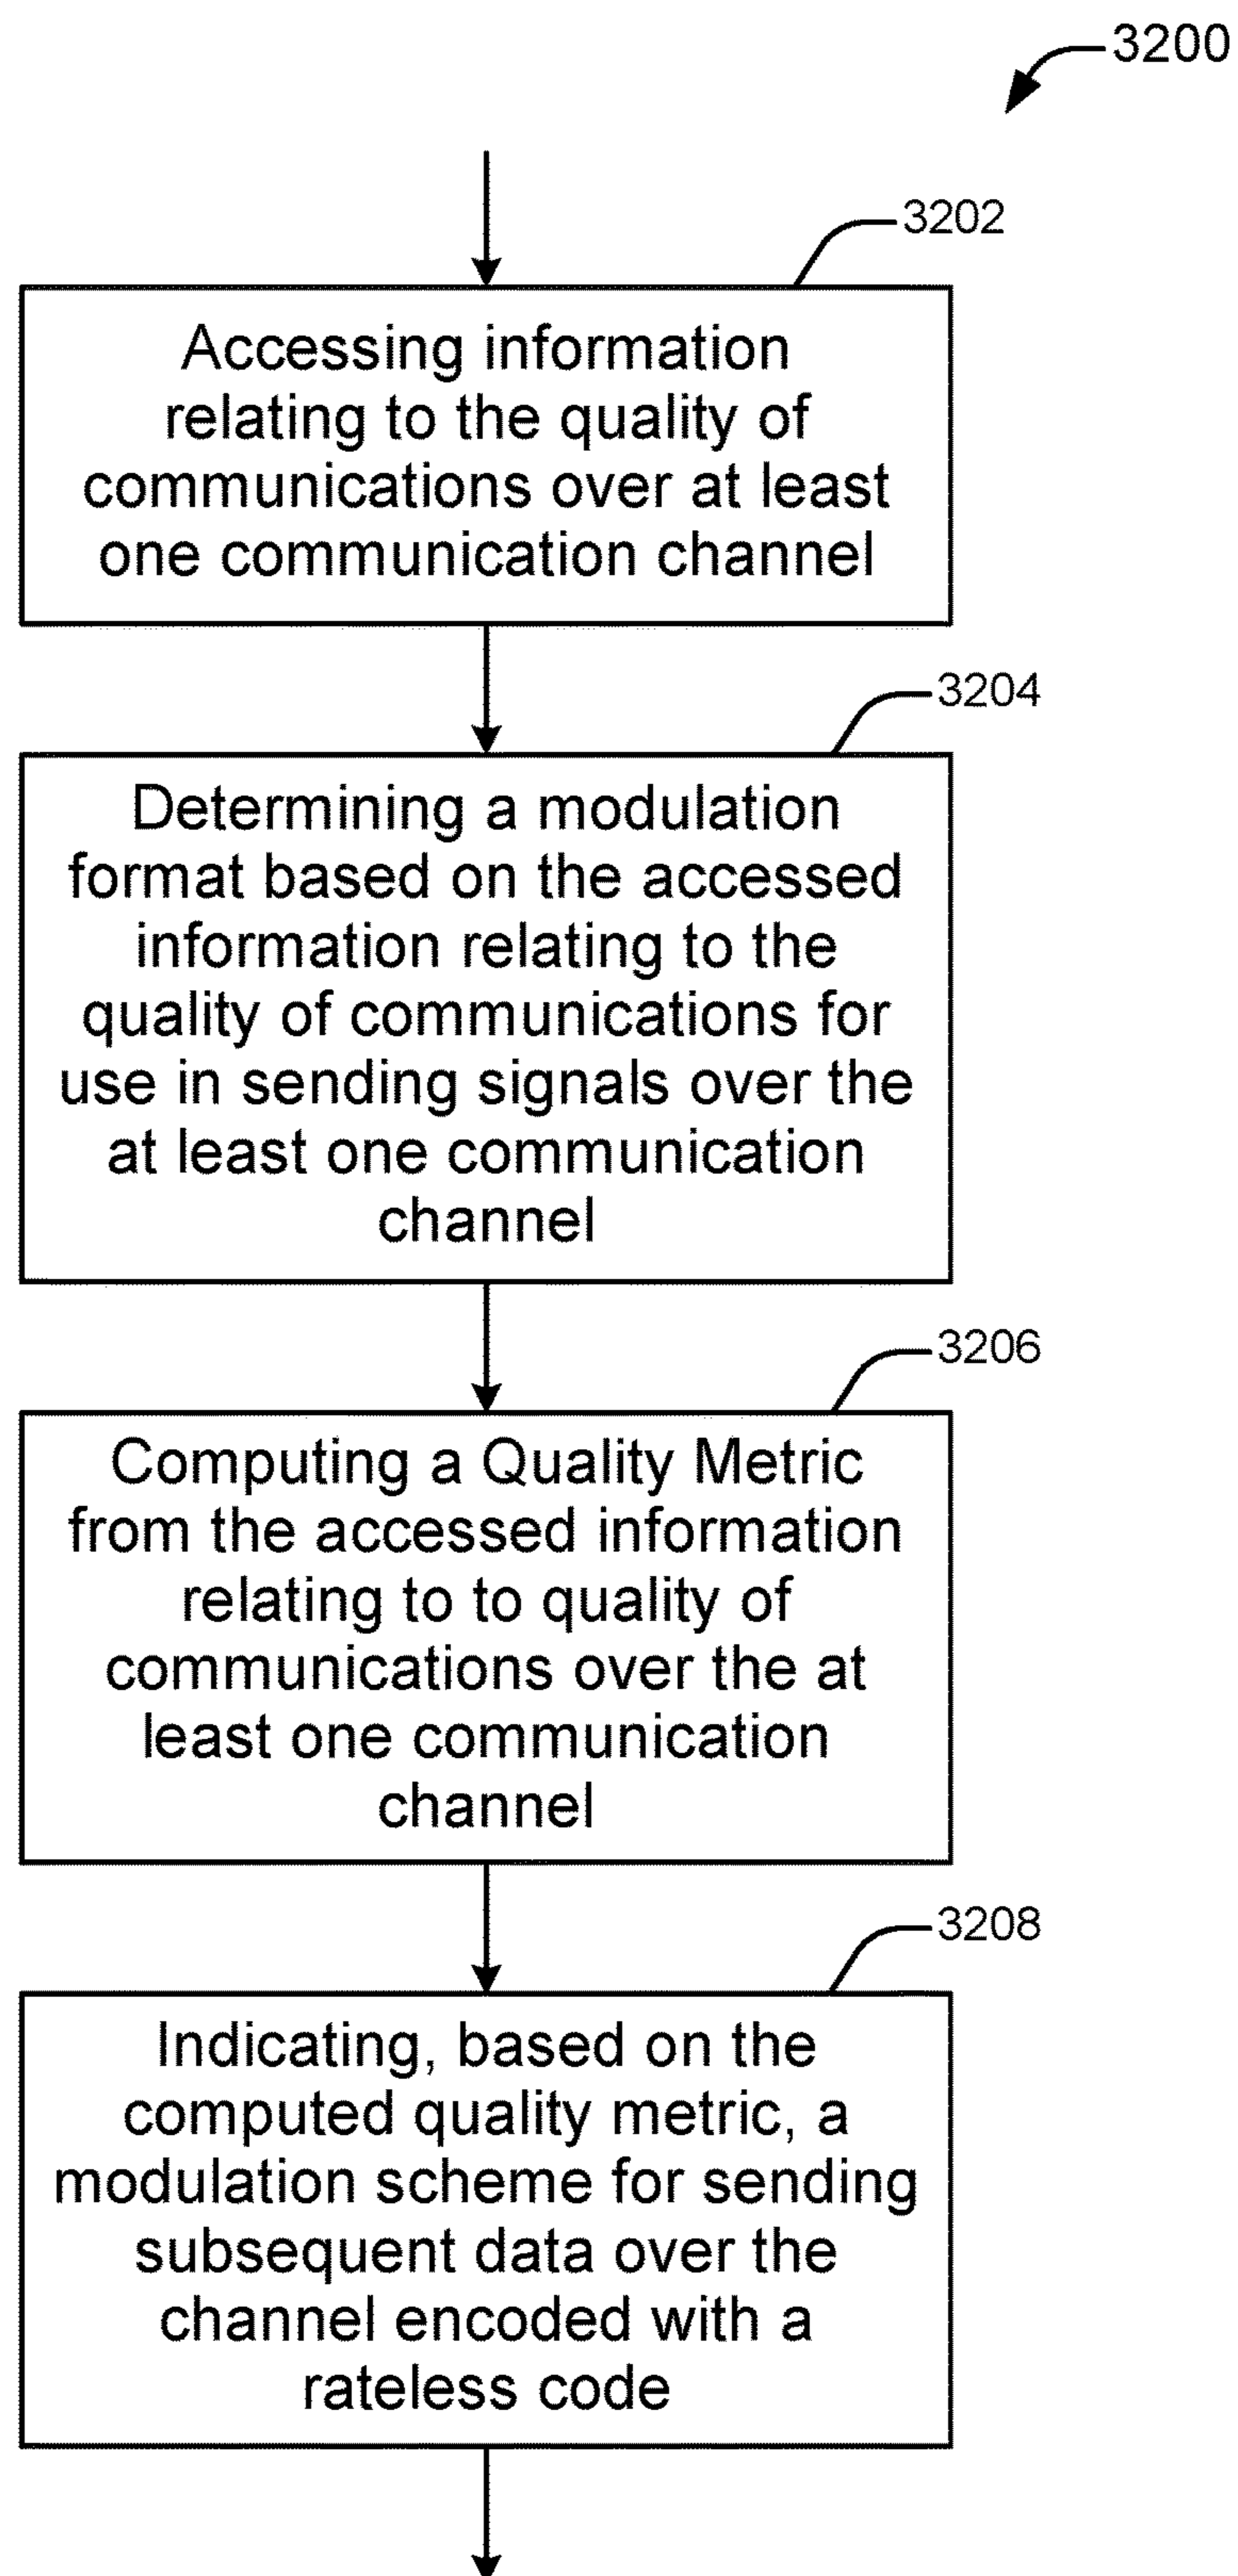 3200
3202
Accessing information
relating to the quality of
communications over at least
one communication channel
3204
Determining a modulation
format based on the accessed
information relating to the
quality of communications for
use in sending signals over the
at least one communication
channel
3206
Computing a Quality Metric
from the accessed information
relating to to quality of
communications over the at
least one communication
channel
3208
Indicating, based on the
computed quality metric, a
modulation scheme for sending
subsequent data over the
channel encoded with a
rateless code